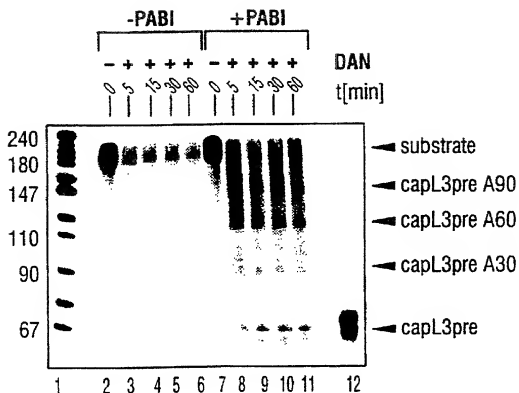 -PABI +PABI
- + + + + - + + + + DAN
0 5 15 30 60 0 5 15 30 60 t[min]
240 substrate
180
147 capL3pre A90
capL3pre A60
110
90 capL3pre A30
67 capL3pre
1 2 3 4 5 6 7 8 9 10 11 12